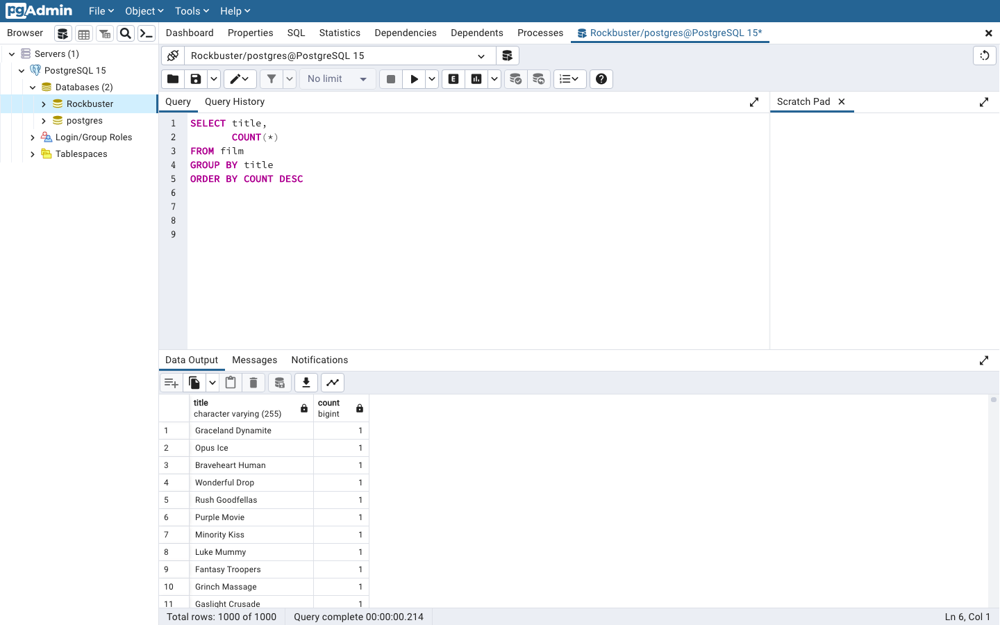 pgAdmin File Object Tools Help
Browser
Dashboard Properties SQL Statistics Dependencies Dependents Processes Rockbuster/postgres@PostgreSQL 15*
Servers (1)
PostgreSQL 15
Databases (2)
Rockbuster
postgres
Login/Group Roles
Tablespaces
Rockbuster/postgres@PostgreSQL 15
No limit
E
Query Query History
Scratch Pad
1 SELECT title,
2 COUNT(*)
3 FROM film
4 GROUP BY title
5 ORDER BY COUNT DESC
6
7
8
9
Data Output Messages Notifications
title count
character varying (255) bigint
1 Graceland Dynamite 1
2 Opus Ice 1
3 Braveheart Human 1
4 Wonderful Drop 1
5 Rush Goodfellas 1
6 Purple Movie 1
7 Minority Kiss 1
8 Luke Mummy 1
9 Fantasy Troopers 1
10 Grinch Massage 1
11 Gaslight Crusade 1
Total rows: 1000 of 1000 Query complete 00:00:00.214 Ln 6, Col 1